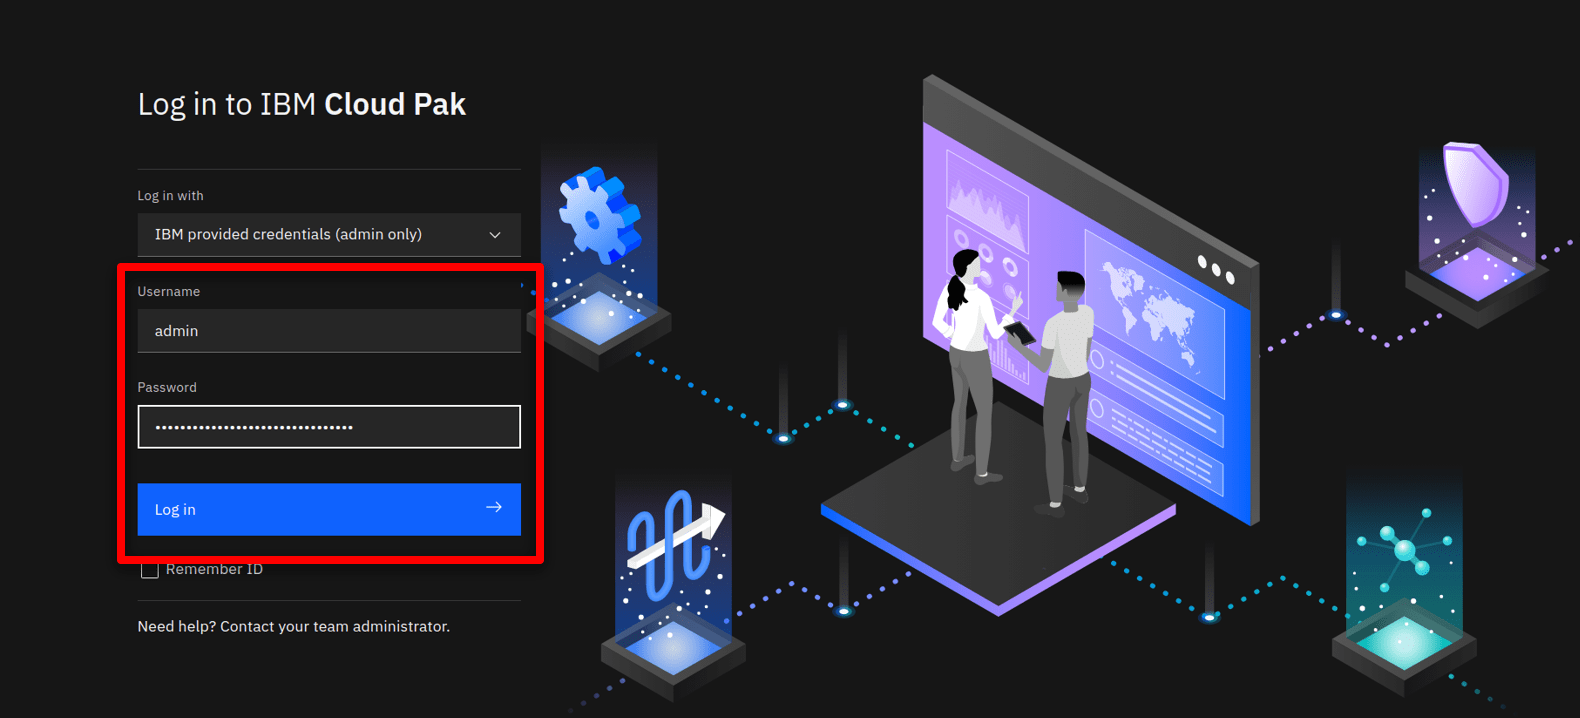 Log in to IBM Cloud Pak
Log in with
IBM provided credentials (admin only)
Username
admin
Password
••••••••••••••••••••••••••••••••
Log in
Remember ID
Need help? Contact your team administrator.